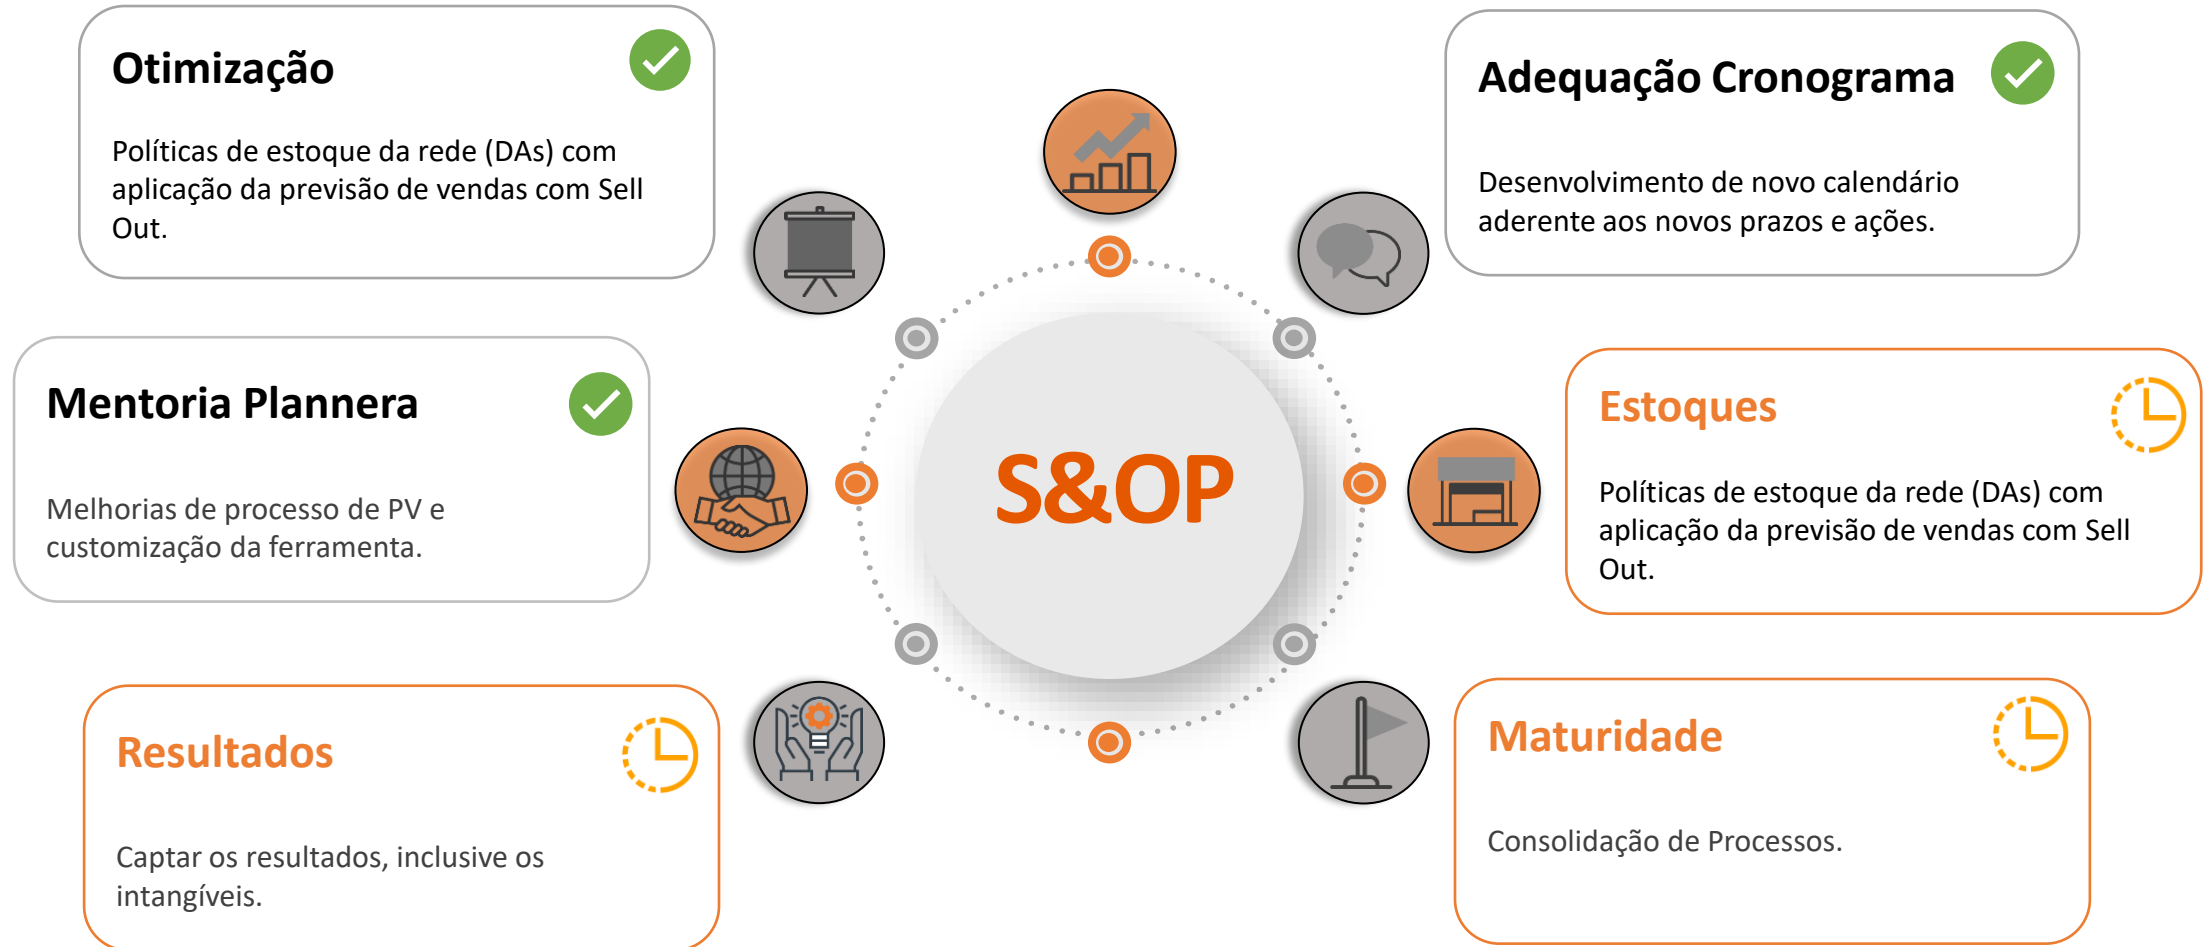 Otimização
Políticas de estoque da rede (DAs) com
aplicação da previsão de vendas com Sell
Out.
Adequação Cronograma
Desenvolvimento de novo calendário
aderente aos novos prazos e ações.
Mentoria Plannera
Melhorias de processo de PV e
customização da ferramenta.
S&OP
Estoques
Políticas de estoque da rede (DAs) com
aplicação da previsão de vendas com Sell
Out.
Resultados
Captar os resultados, inclusive os
intangíveis.
Maturidade
Consolidação de Processos.